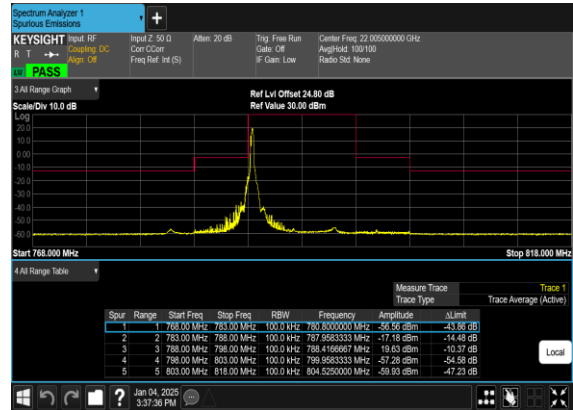 Spectrum Analyzer 1
Spurious Emissions
KEYSIGHT
R T
LW PASS
Input: RF
Coupling: DC
Align: Off
Input Z: 50 Ω
Corr CCorr
Freq Ref: Int (S)
Atten: 20 dB
Trig: Free Run
Gate: Off
IF Gain: Low
Center Freq: 22.005000000 GHz
Avg|Hold: 100/100
Radio Std: None
3 All Range Graph
Scale/Div 10.0 dB
Ref Lvl Offset 24.80 dB
Ref Value 30.00 dBm
Log
20.0
10.0
0.00
-10.0
-20.0
-30.0
-40.0
-50.0
-60.0
Start 768.000 MHz
Stop 818.000 MHz
4 All Range Table
Measure Trace Trace 1
Trace Type Trace Average (Active)
Spur Range Start Freq Stop Freq RBW Frequency Amplitude ΔLimit
1 1 768.00 MHz 783.00 MHz 100.0 kHz 780.8000000 MHz -56.56 dBm -43.86 dB
2 2 783.00 MHz 788.00 MHz 100.0 kHz 787.9583333 MHz -17.18 dBm -14.48 dB
3 3 788.00 MHz 798.00 MHz 100.0 kHz 788.4166667 MHz 19.63 dBm -10.37 dB
4 4 798.00 MHz 803.00 MHz 100.0 kHz 799.9583333 MHz -57.28 dBm -54.58 dB
5 5 803.00 MHz 818.00 MHz 100.0 kHz 804.5250000 MHz -59.93 dBm -47.23 dB
Local
Jan 04, 2025
3:37:36 PM